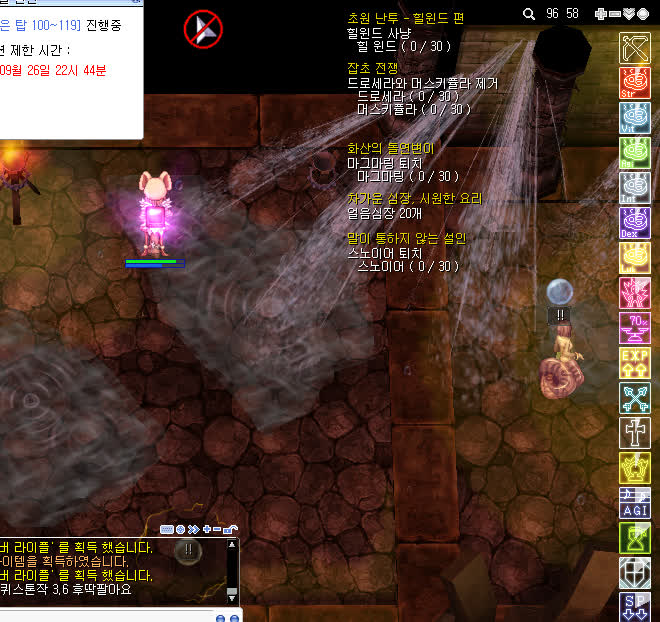 은 탑 100~119] 진행중
면 제한 시간 :
09월 26일 22시 44분
96 58
초원 난투 - 힐윈드 편
힐윈드 사냥
힐 윈드 ( 0 / 30 )
잡초 전쟁
드로세라와 머스키퓰라 제거
드로세라 ( 0 / 30 )
머스키퓰라 ( 0 / 30 )
화산의 돌연변이
마그마링 퇴치
마그마링 ( 0 / 30 )
차가운 심장, 시원한 요리
얼음심장 20개
말이 통하지 않는 설인
스노이어 퇴치
스노이어 ( 0 / 30 )
Str
Vit
Agi
Int
Dex
Luk
70%
EXP
AGI
SP
!!
!!
버 라이플' 를 획득 했습니다.
아이템을 획득하였습니다.
버 라이플' 를 획득 했습니다.
퀴스톤작 3,6 후딱팔아요